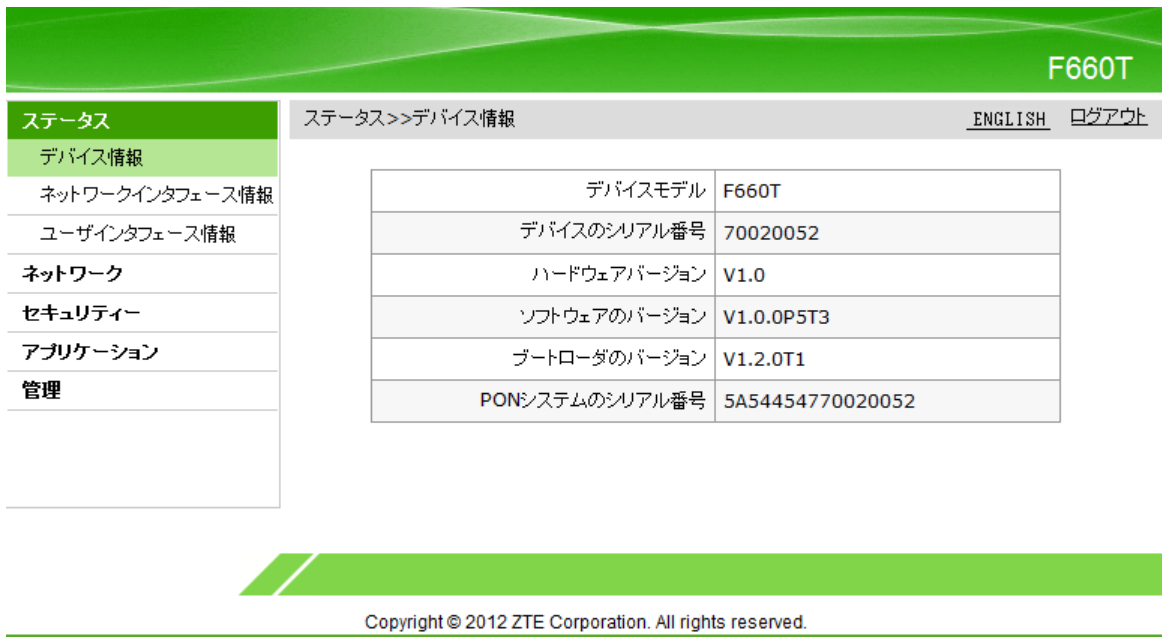 F660T
ステータス
デバイス情報
ネットワークインタフェース情報
ユーザインタフェース情報
ネットワーク
セキュリティー
アプリケーション
管理
ステータス>>デバイス情報 ENGLISH ログアウト
デバイスモデル F660T
デバイスのシリアル番号 70020052
ハードウェアバージョン V1.0
ソフトウェアのバージョン V1.0.0P5T3
ブートローダのバージョン V1.2.0T1
PONシステムのシリアル番号 5A54454770020052
Copyright © 2012 ZTE Corporation. All rights reserved.